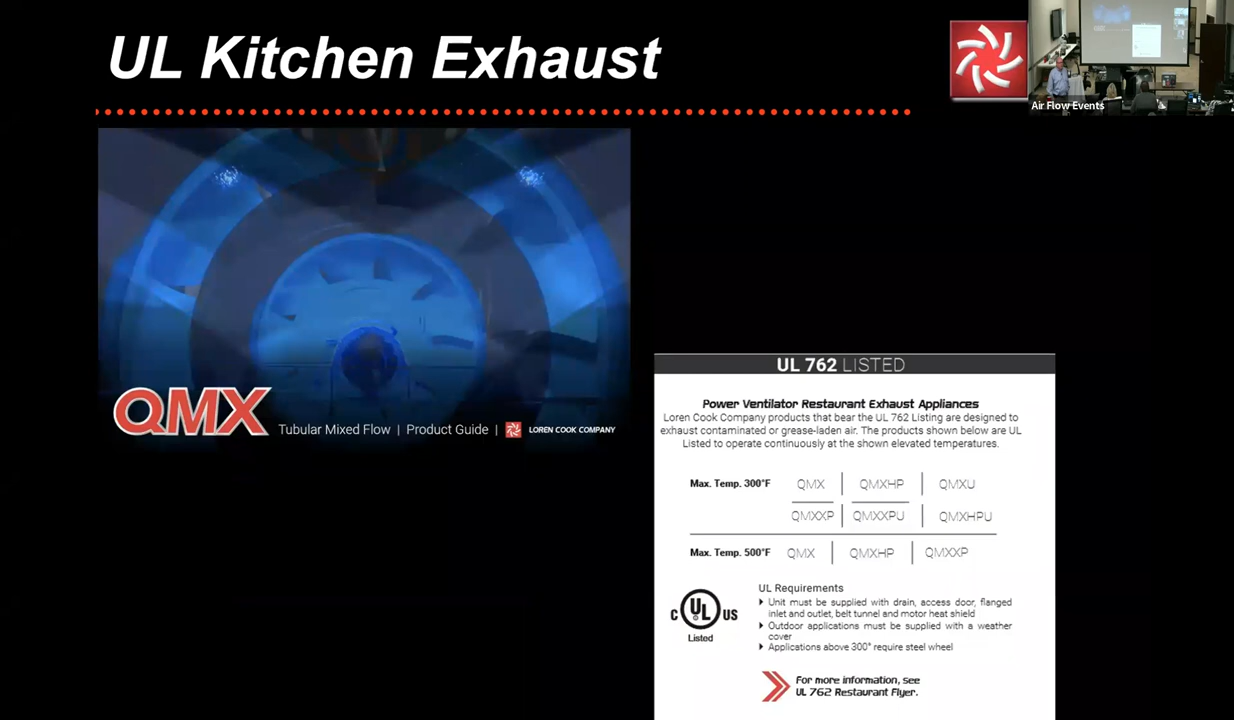 UL Kitchen Exhaust
Air Flow Events
QMX Tubular Mixed Flow | Product Guide | LOREN COOK COMPANY
UL 762 LISTED
Power Ventilator Restaurant Exhaust Appliances
Loren Cook Company products that bear the UL 762 Listing are designed to
exhaust contaminated or grease-laden air. The products shown below are UL
Listed to operate continuously at the shown elevated temperatures.
Max. Temp. 300°F QMX | QMXHP | QMXU
QMXXP | QMXXPU | QMXHPU
Max. Temp. 500°F QMX | QMXHP | QMXXP
C UL US
Listed
UL Requirements
Unit must be supplied with drain, access door, flanged
inlet and outlet, belt tunnel and motor heat shield
Outdoor applications must be supplied with a weather
cover
Applications above 300° require steel wheel
For more information, see
UL 762 Restaurant Flyer.